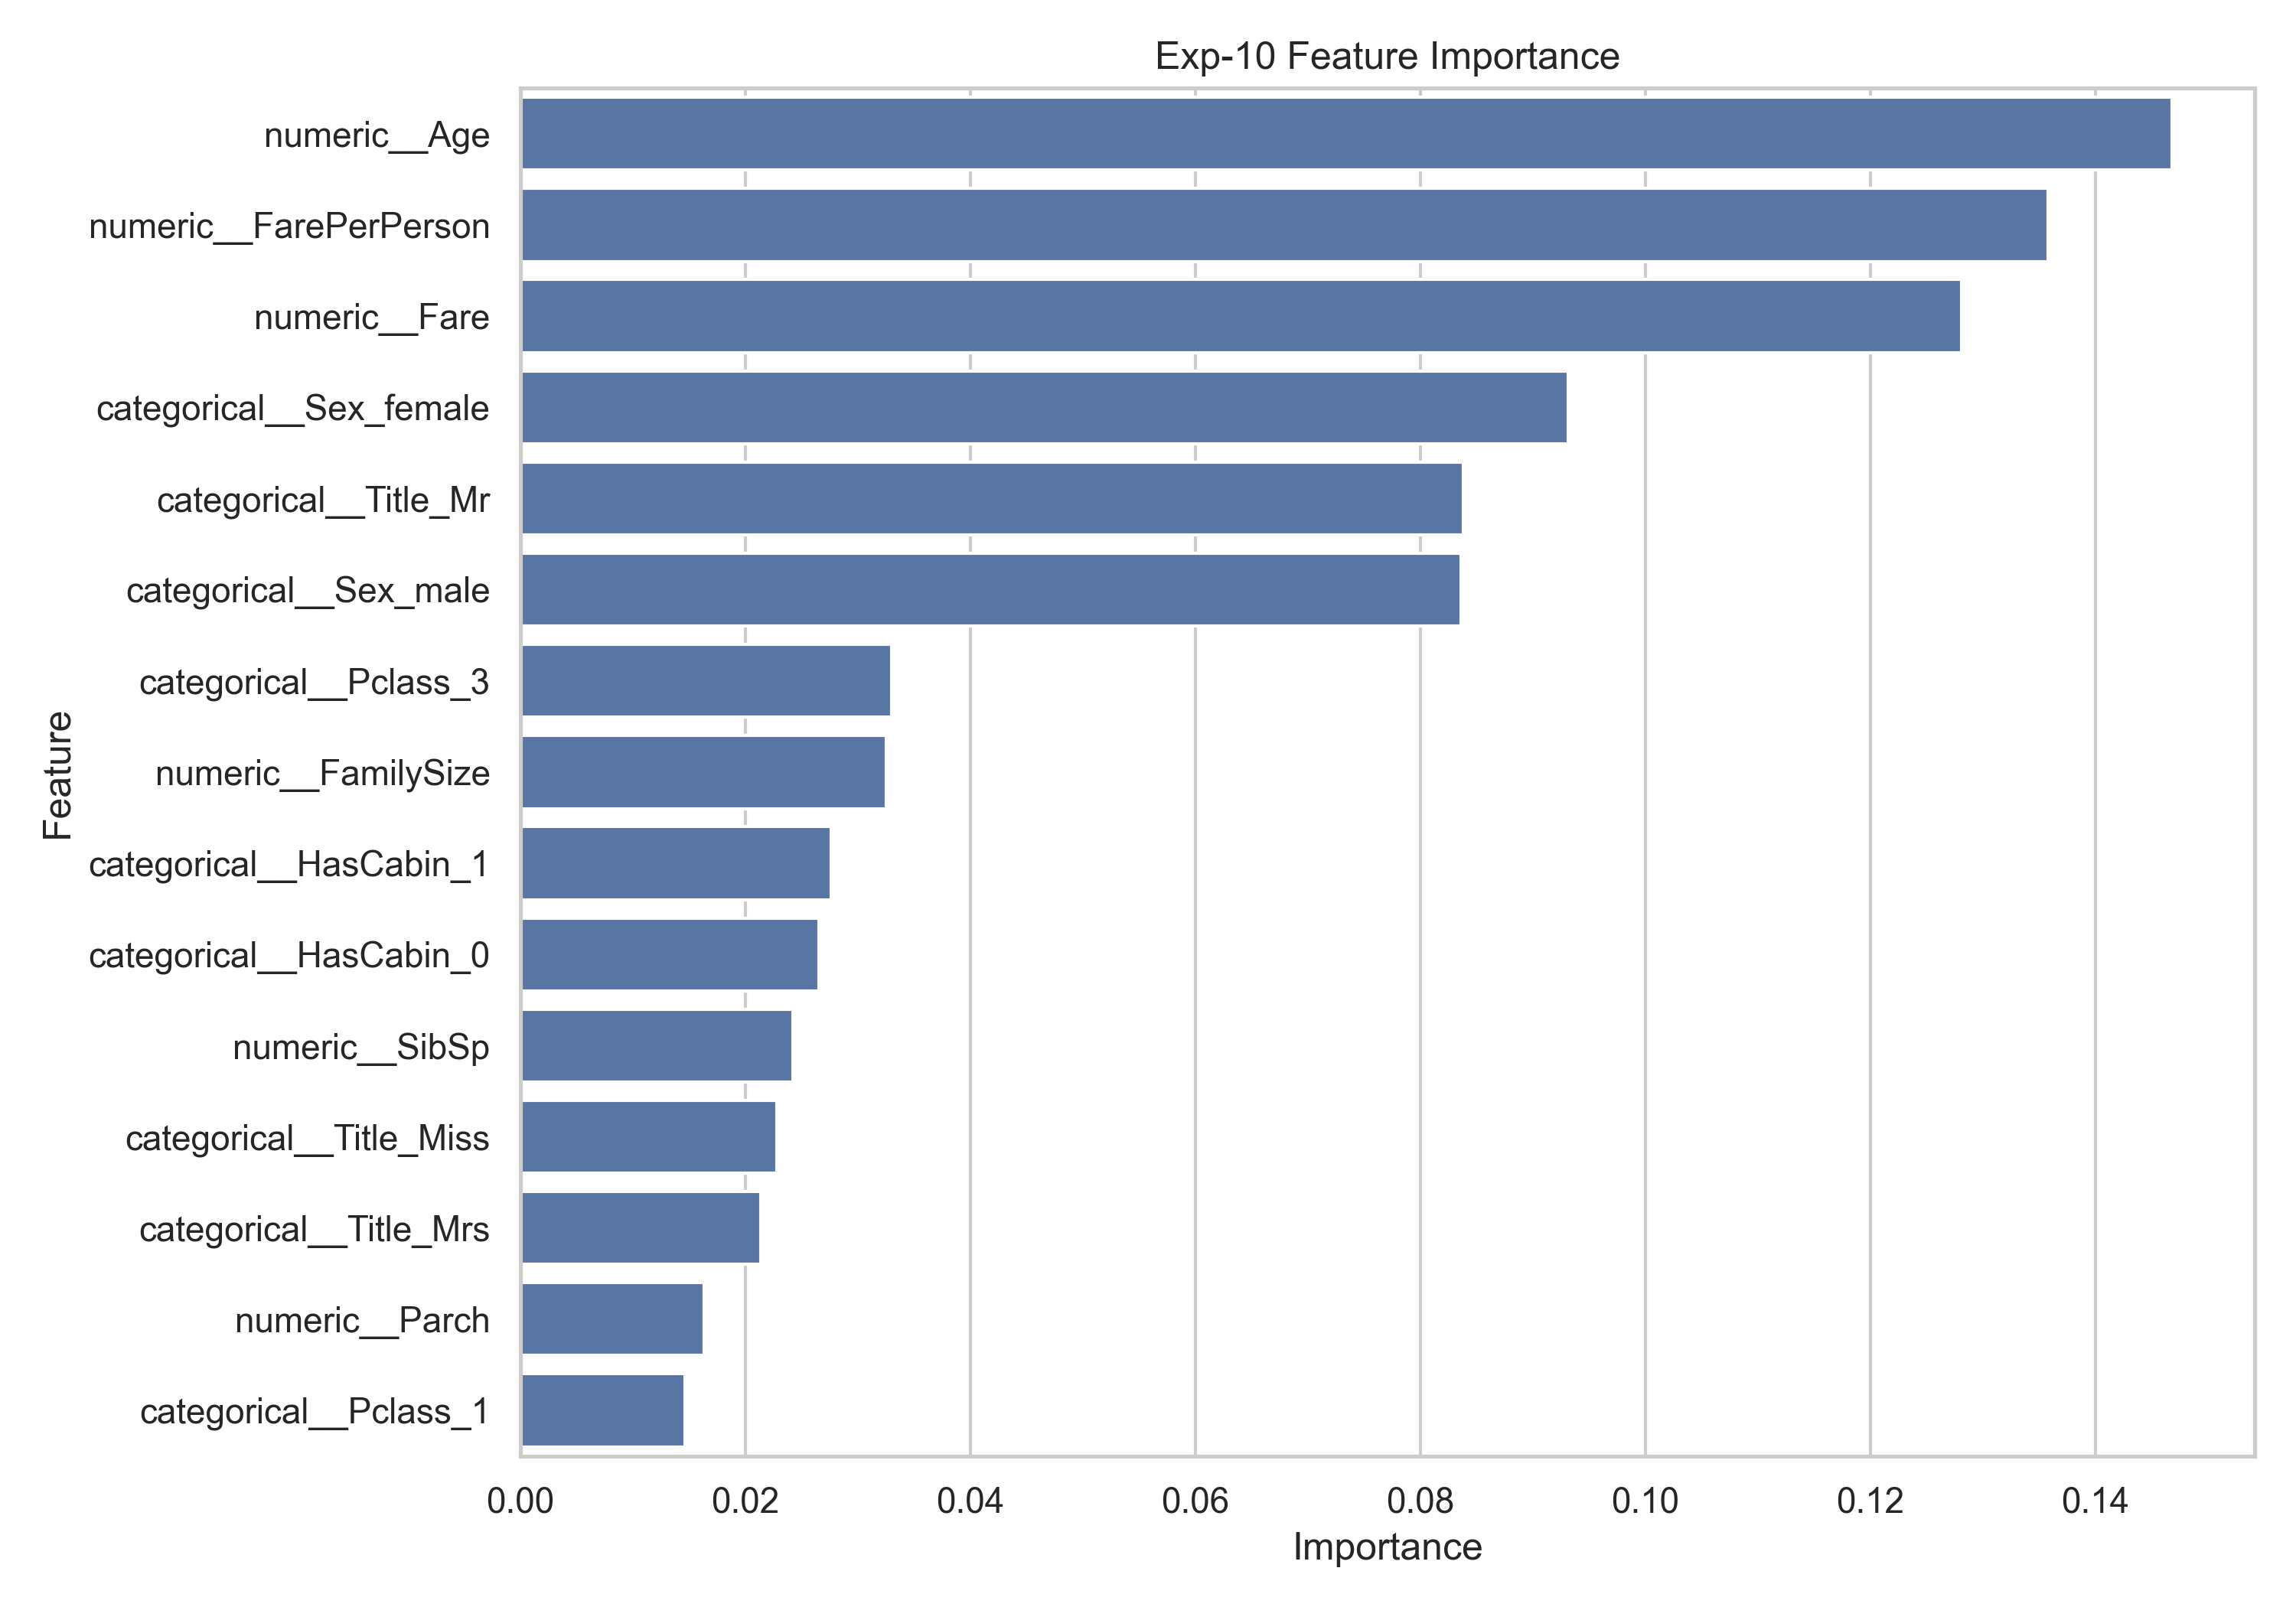 Exp-10 Feature Importance
numeric__Age
numeric__FarePerPerson
numeric__Fare
categorical__Sex_female
categorical__Title_Mr
categorical__Sex_male
categorical__Pclass_3
numeric__FamilySize
categorical__HasCabin_1
categorical__HasCabin_0
numeric__SibSp
categorical__Title_Miss
categorical__Title_Mrs
numeric__Parch
categorical__Pclass_1
Feature
0.00 0.02 0.04 0.06 0.08 0.10 0.12 0.14
Importance